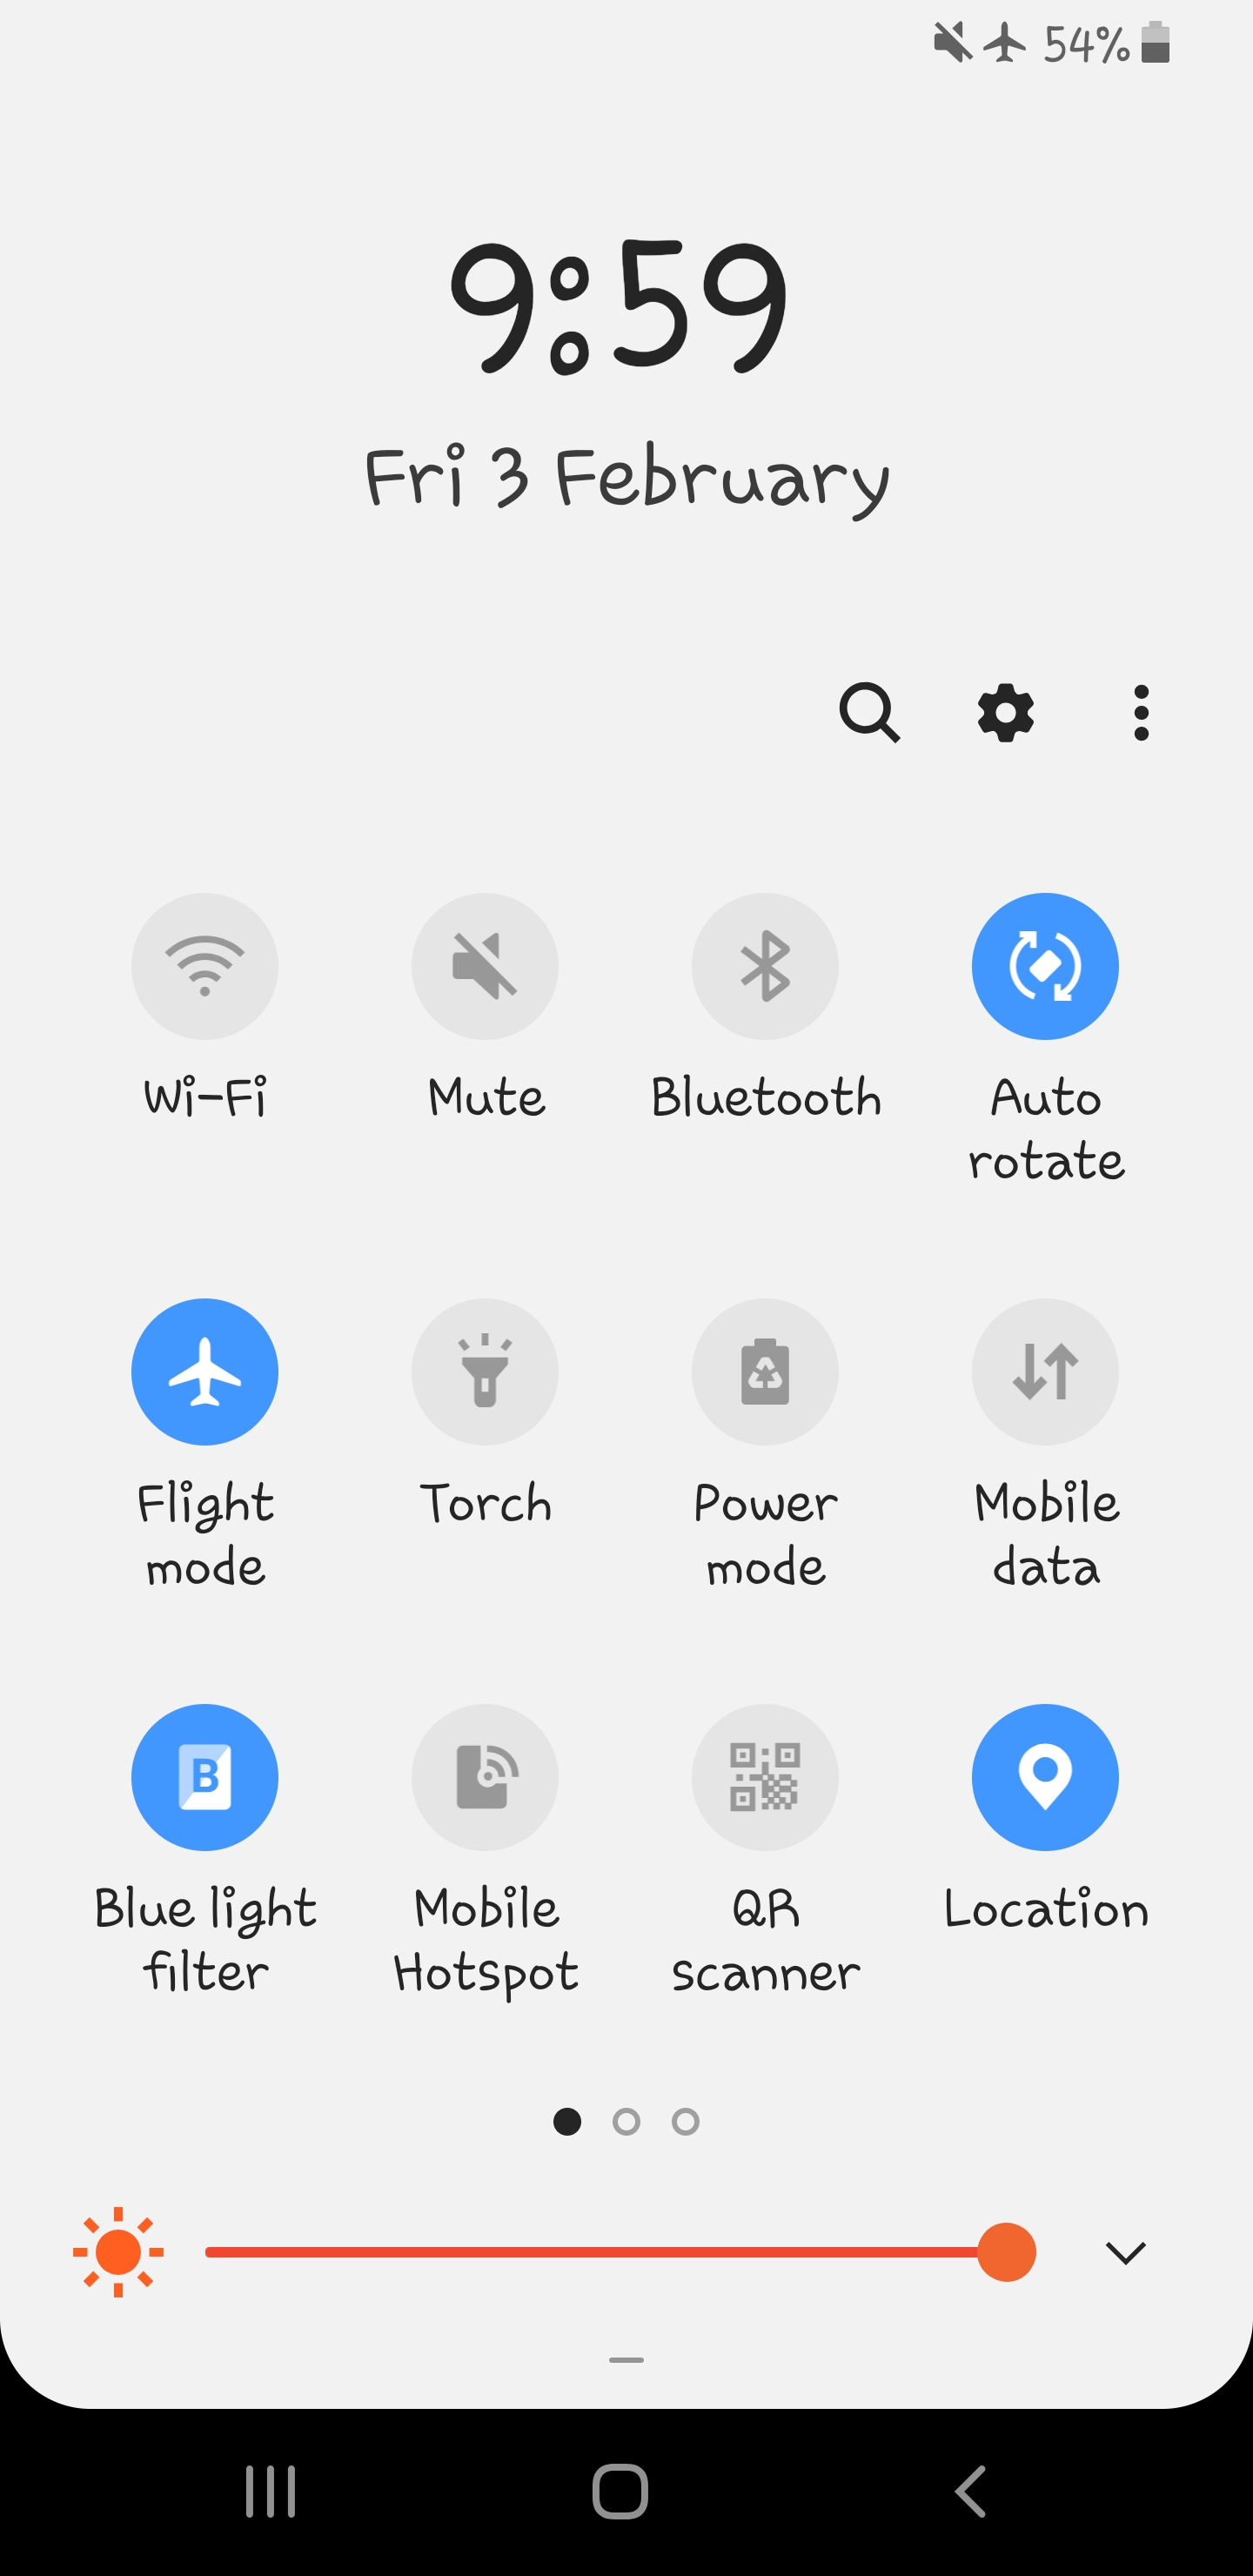 54%
9:59
Fri 3 February
Wi-Fi
Mute
Bluetooth
Auto
rotate
Flight
mode
Torch
Power
mode
Mobile
data
B
Blue light
filter
Mobile
Hotspot
QR
scanner
Location